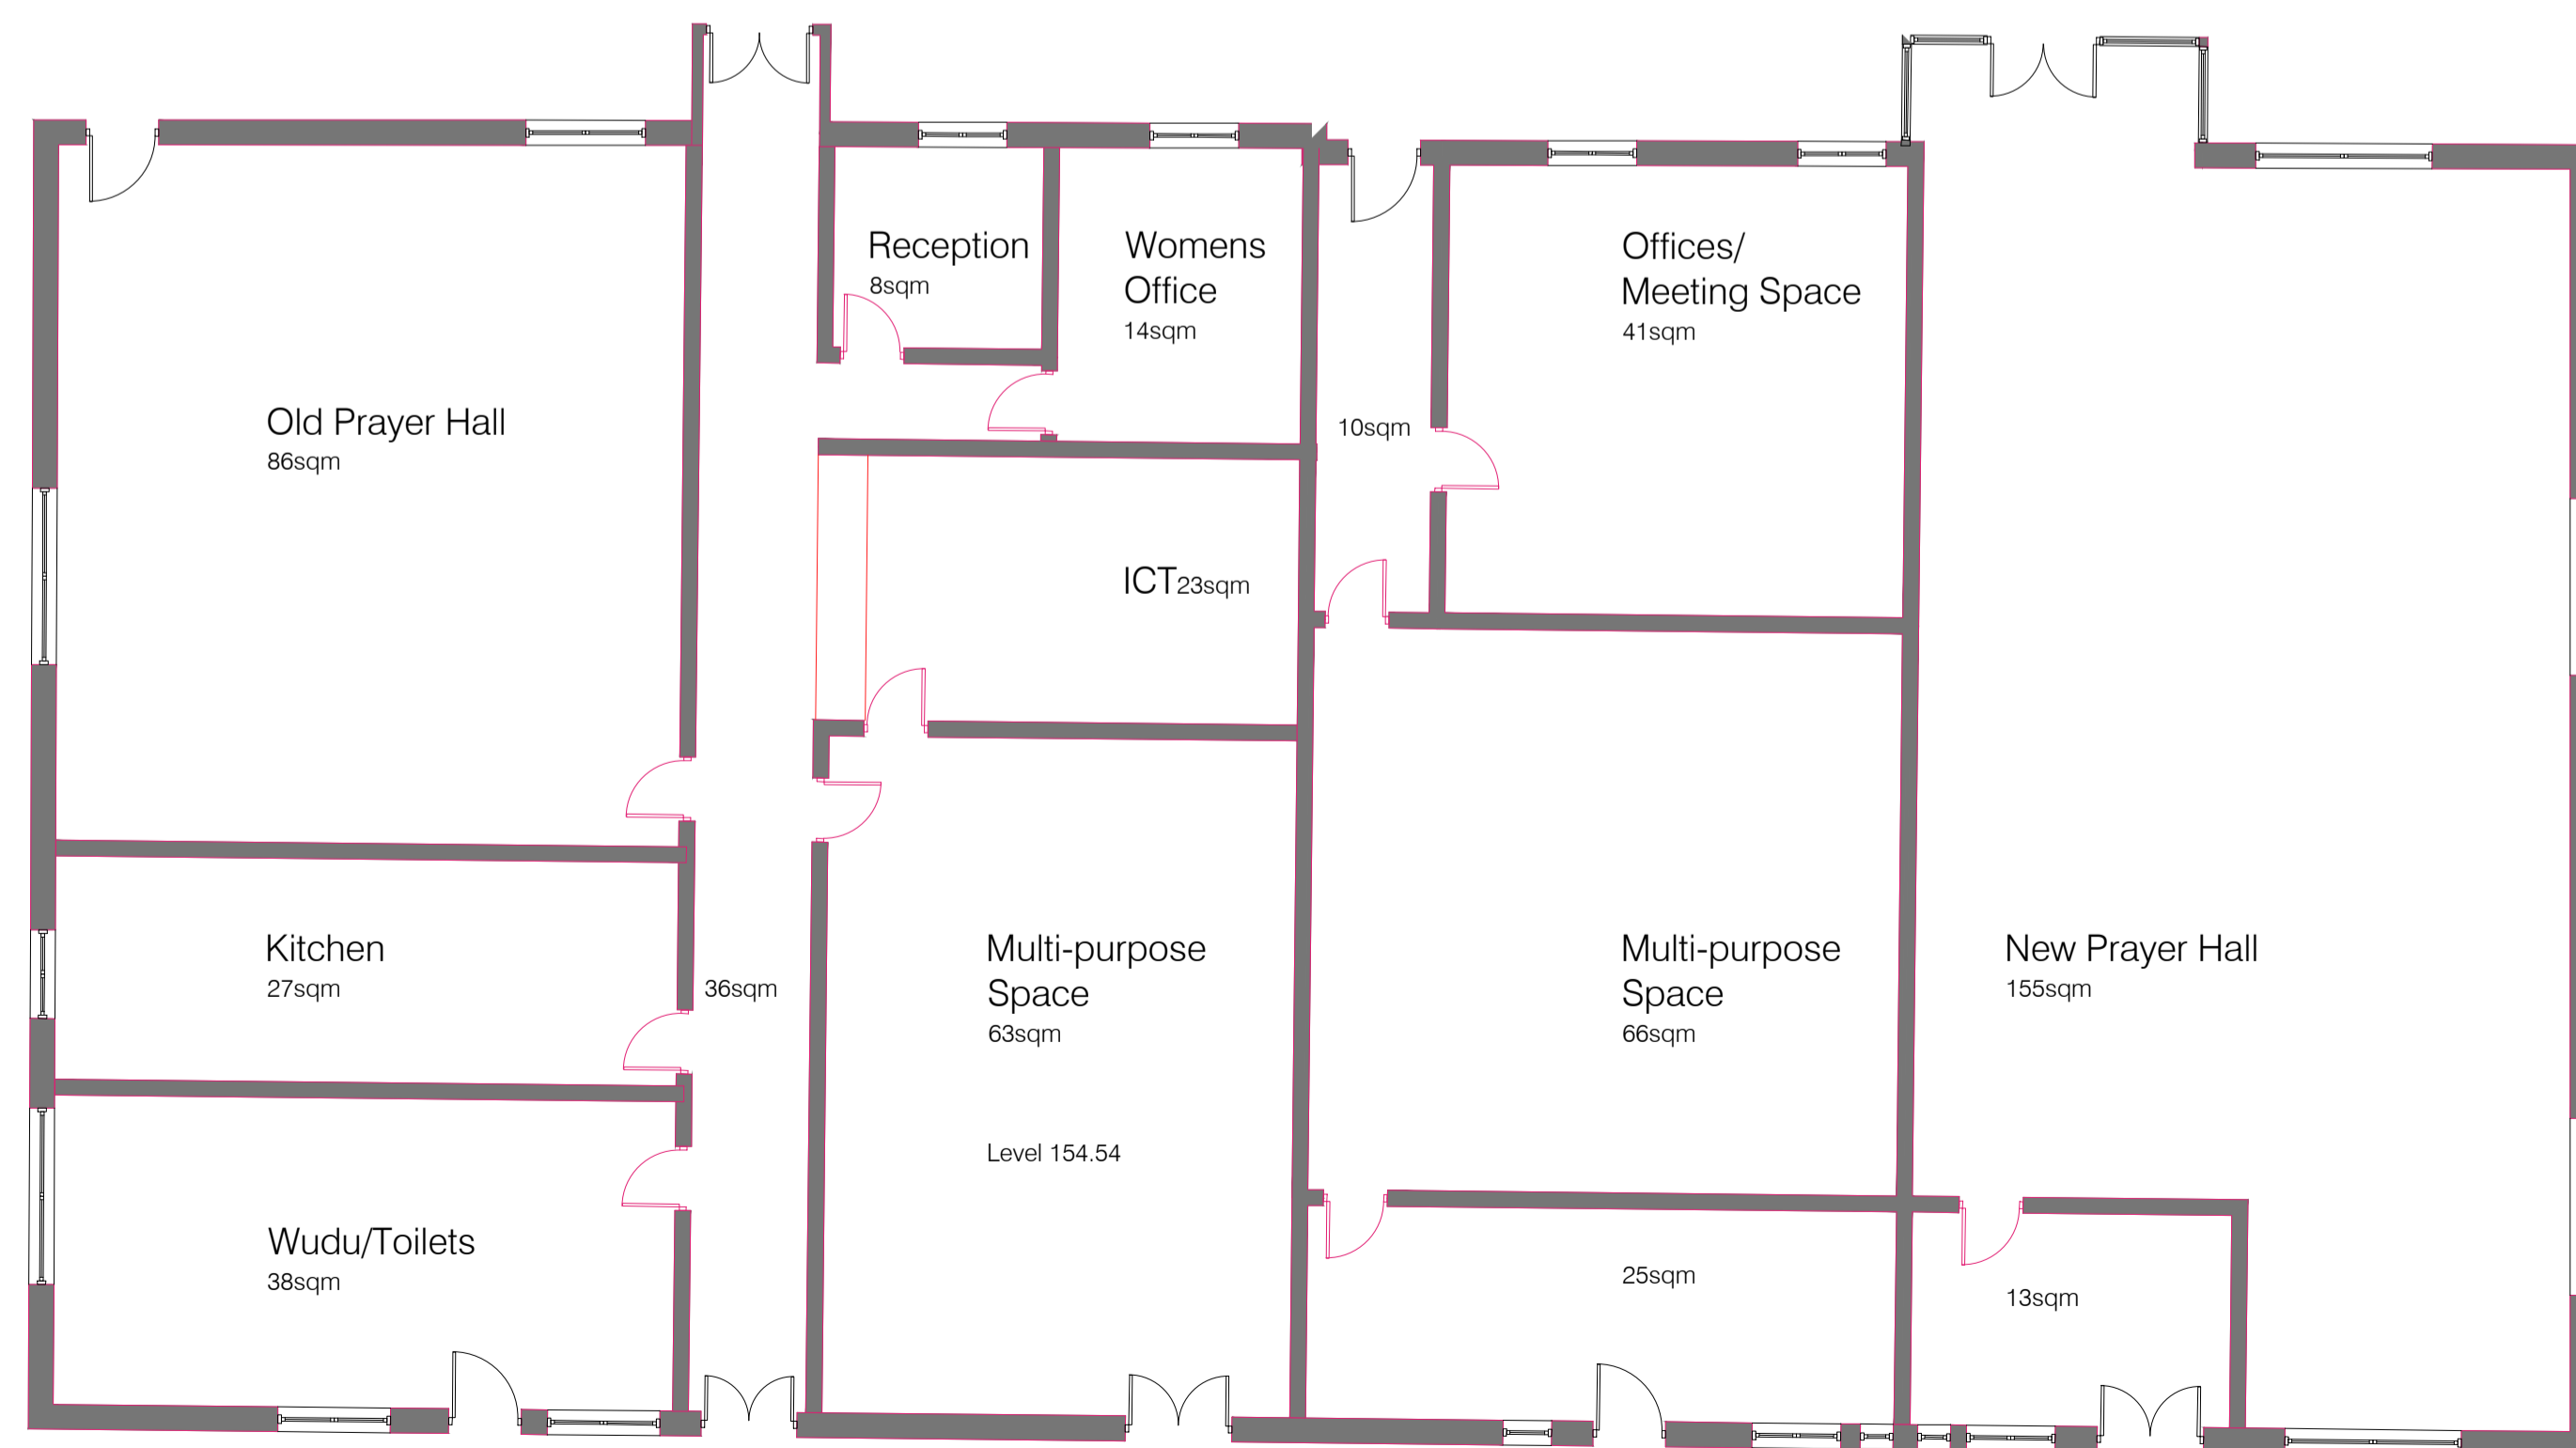 Reception
8sqm
Womens
Office
14sqm
Offices/
Meeting Space
41sqm
Old Prayer Hall
86sqm
10sqm
ICT23sqm
Kitchen
27sqm
36sqm
Multi-purpose
Space
63sqm
Multi-purpose
Space
66sqm
New Prayer Hall
155sqm
Level 154.54
Wudu/Toilets
38sqm
25sqm
13sqm